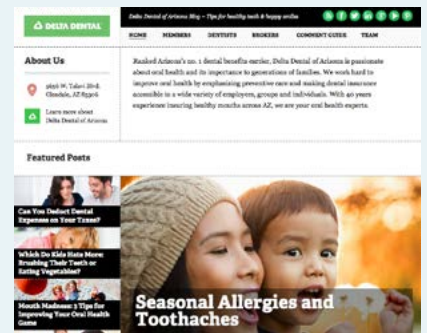 DELTA DENTAL
Delta Dental of Arizona Blog – Tips for healthy teeth & happy smiles
HOME MEMBERS DENTISTS BROKERS COMMENT GUIDE TEAM
About Us
5656 W. Talavi Blvd.
Glendale, AZ 85306
Learn more about
Delta Dental of Arizona
Ranked Arizona's no. 1 dental benefits carrier, Delta Dental of Arizona is passionate
about oral health and its importance to generations of families. We work hard to
improve oral health by emphasizing preventive care and making dental insurance
accessible to a wide variety of employers, groups and individuals. With 40 years
experience insuring healthy mouths across AZ, we are your oral health experts.
Featured Posts
Can You Deduct Dental
Expenses on Your Taxes?
Which Do Kids Hate More:
Brushing Their Teeth or
Eating Vegetables?
Mouth Madness: 3 Tips for
Improving Your Oral Health
Game
Seasonal Allergies and
Toothaches